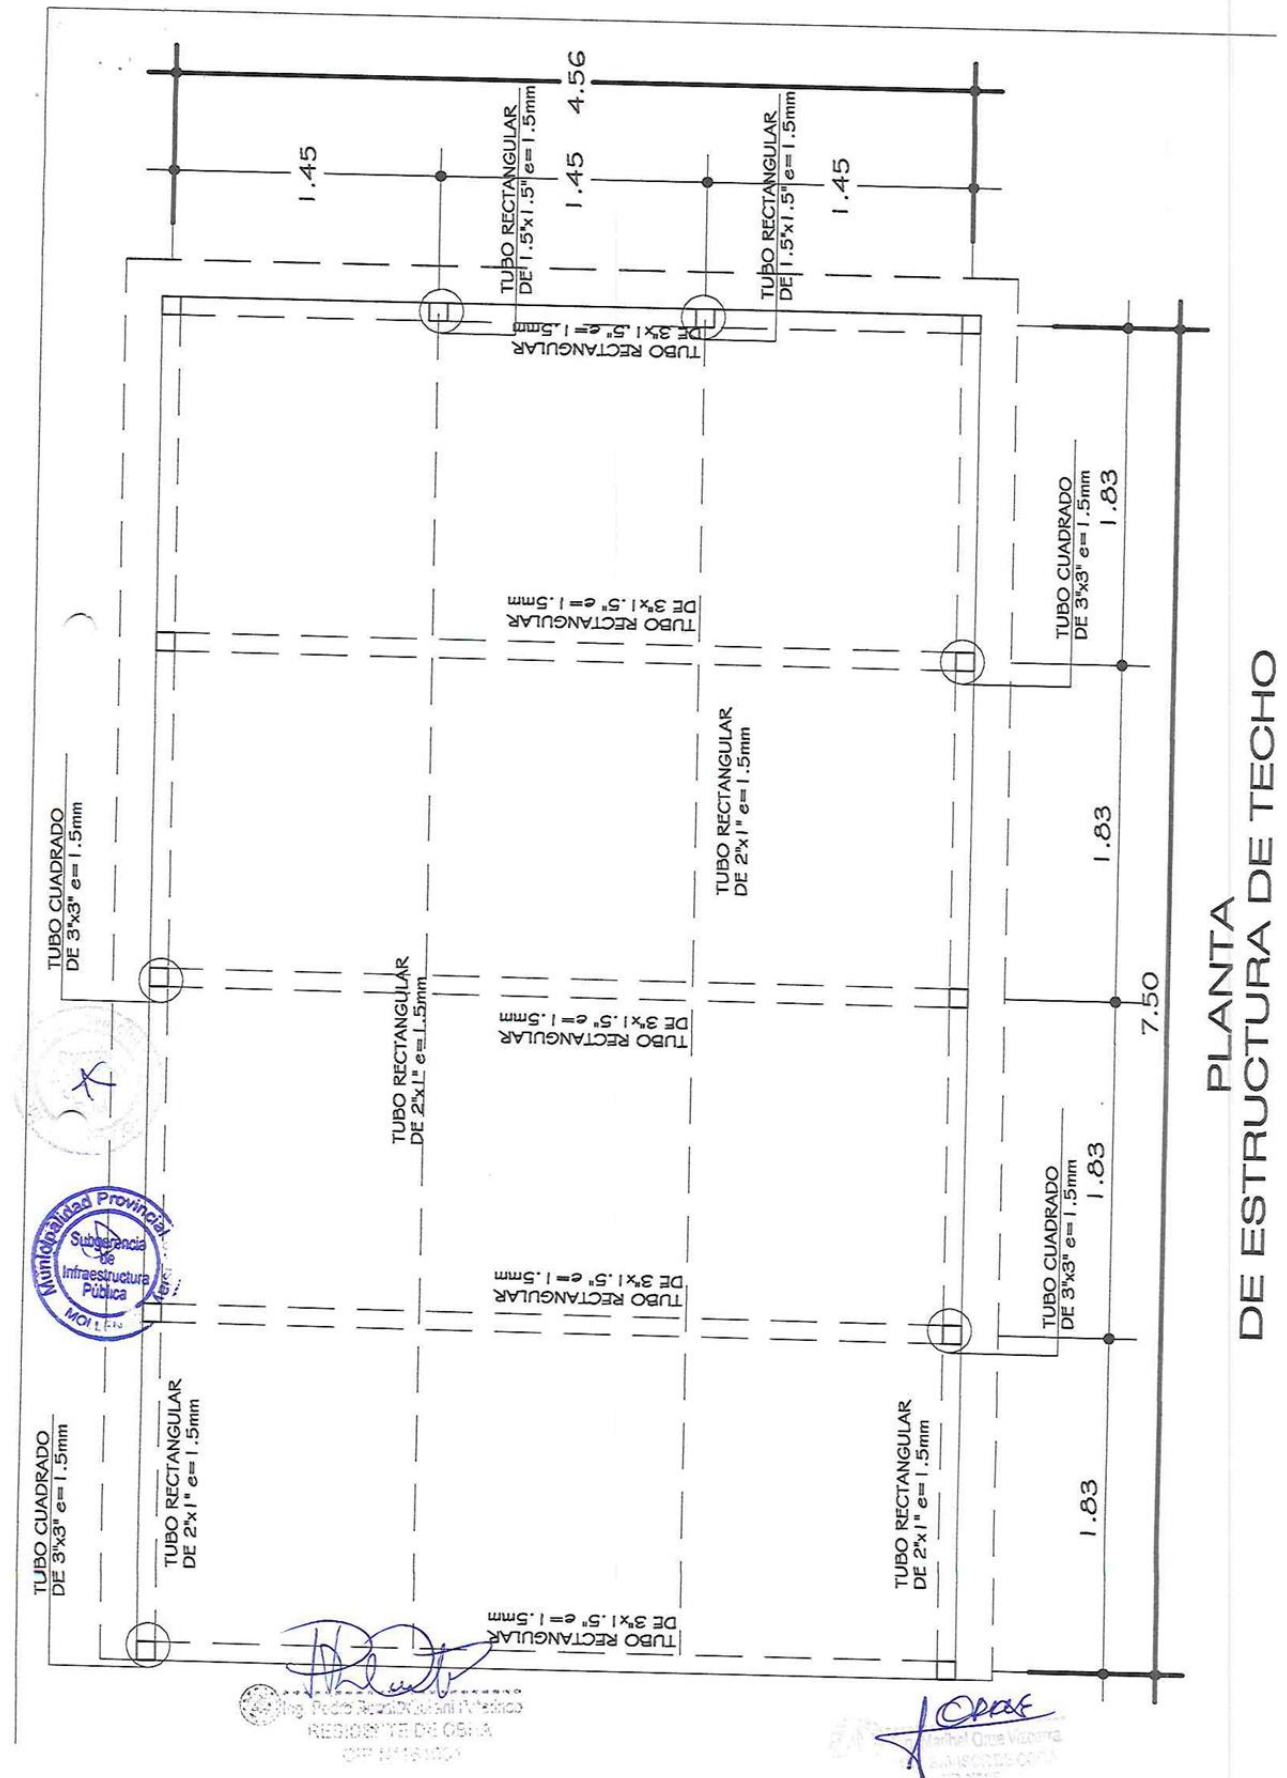 4.56
1.45
1.45
1.45
TUBO RECTANGULAR
DE 1.5"x1.5" e=1.5mm
TUBO RECTANGULAR
DE 1.5"x1.5" e=1.5mm
TUBO RECTANGULAR
DE 3"x1.5" e=1.5mm
TUBO RECTANGULAR
DE 3"x1.5" e=1.5mm
TUBO CUADRADO
DE 3"x3" e=1.5mm
1.83
TUBO RECTANGULAR
DE 2"x1" e=1.5mm
TUBO CUADRADO
DE 3"x3" e=1.5mm
1.83
TUBO RECTANGULAR
DE 2"x1" e=1.5mm
TUBO RECTANGULAR
DE 3"x1.5" e=1.5mm
7.50
Municipalidad Provincial
Subgerencia
de
Infraestructura
Pública
TUBO RECTANGULAR
DE 3"x1.5" e=1.5mm
TUBO CUADRADO
DE 3"x3" e=1.5mm
1.83
TUBO CUADRADO
DE 3"x3" e=1.5mm
TUBO RECTANGULAR
DE 2"x1" e=1.5mm
TUBO RECTANGULAR
DE 2"x1" e=1.5mm
1.83
TUBO RECTANGULAR
DE 3"x1.5" e=1.5mm
Ing. Pedro
RESIDENTE DE OBRA
PLANTA
DE ESTRUCTURA DE TECHO